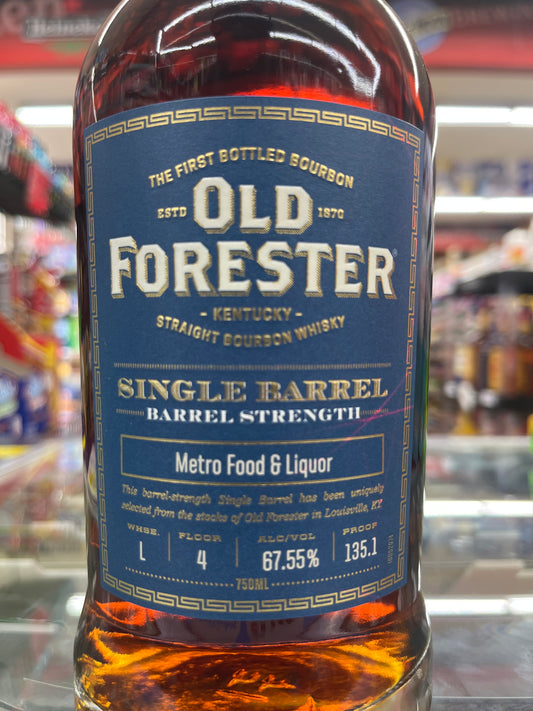 Heineken
THE FIRST BOTTLED BOURBON
ESTD OLD 1870
FORESTER®
- KENTUCKY -
STRAIGHT BOURBON WHISKY
SINGLE BARREL
BARREL STRENGTH
Metro Food & Liquor
This barrel-strength Single Barrel has been uniquely
selected from the stocks of Old Forester in Louisville, KY
WHSE. FLOOR ALC/VOL PROOF
L 4 67.55% 135.1
750ML